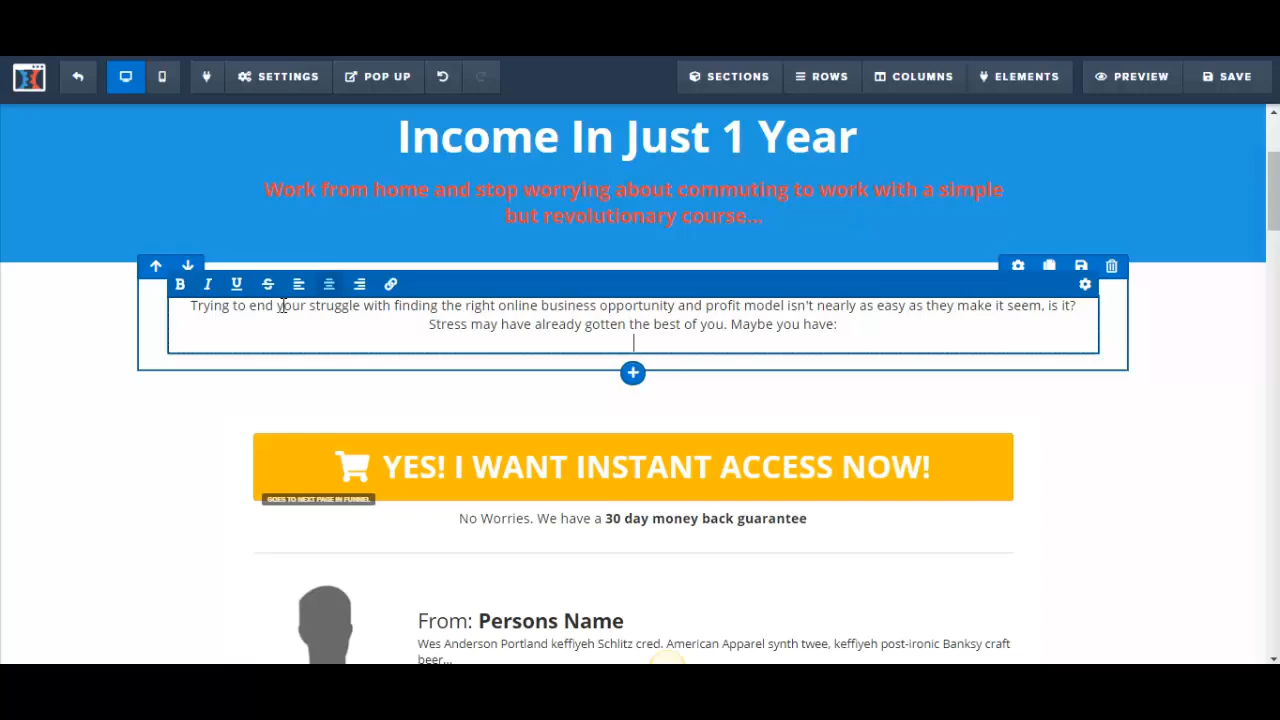 SETTINGS
POP UP
SECTIONS
ROWS
COLUMNS
ELEMENTS
PREVIEW
SAVE
Income In Just 1 Year
Work from home and stop worrying about commuting to work with a simple
but revolutionary course...
B I U S
Trying to end your struggle with finding the right online business opportunity and profit model isn't nearly as easy as they make it seem, is it?
Stress may have already gotten the best of you. Maybe you have:
YES! I WANT INSTANT ACCESS NOW!
GOES TO NEXT PAGE IN FUNNEL
No Worries. We have a 30 day money back guarantee
From: Persons Name
Wes Anderson Portland keffiyeh Schlitz cred. American Apparel synth twee, keffiyeh post-ironic Banksy craft
beer...